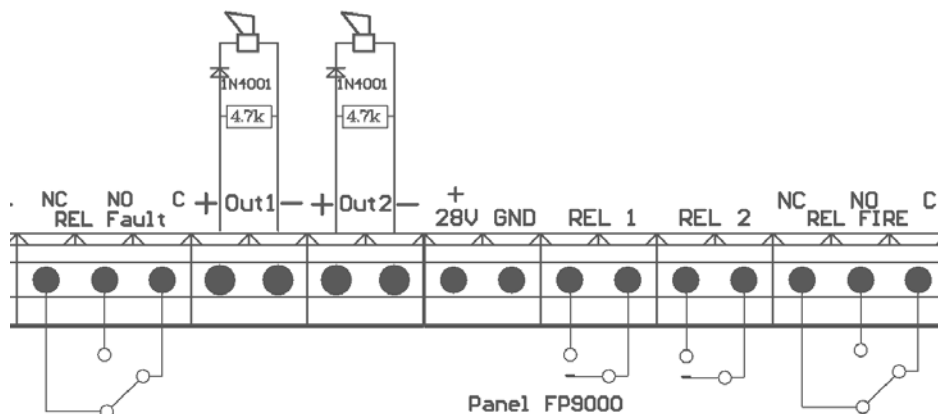 1N4001 1N4001
4.7k 4.7k
NC NO C + Out1 - + Out2 - + NC NO C
REL Fault 28V GND REL 1 REL 2 REL FIRE
Panel FP9000